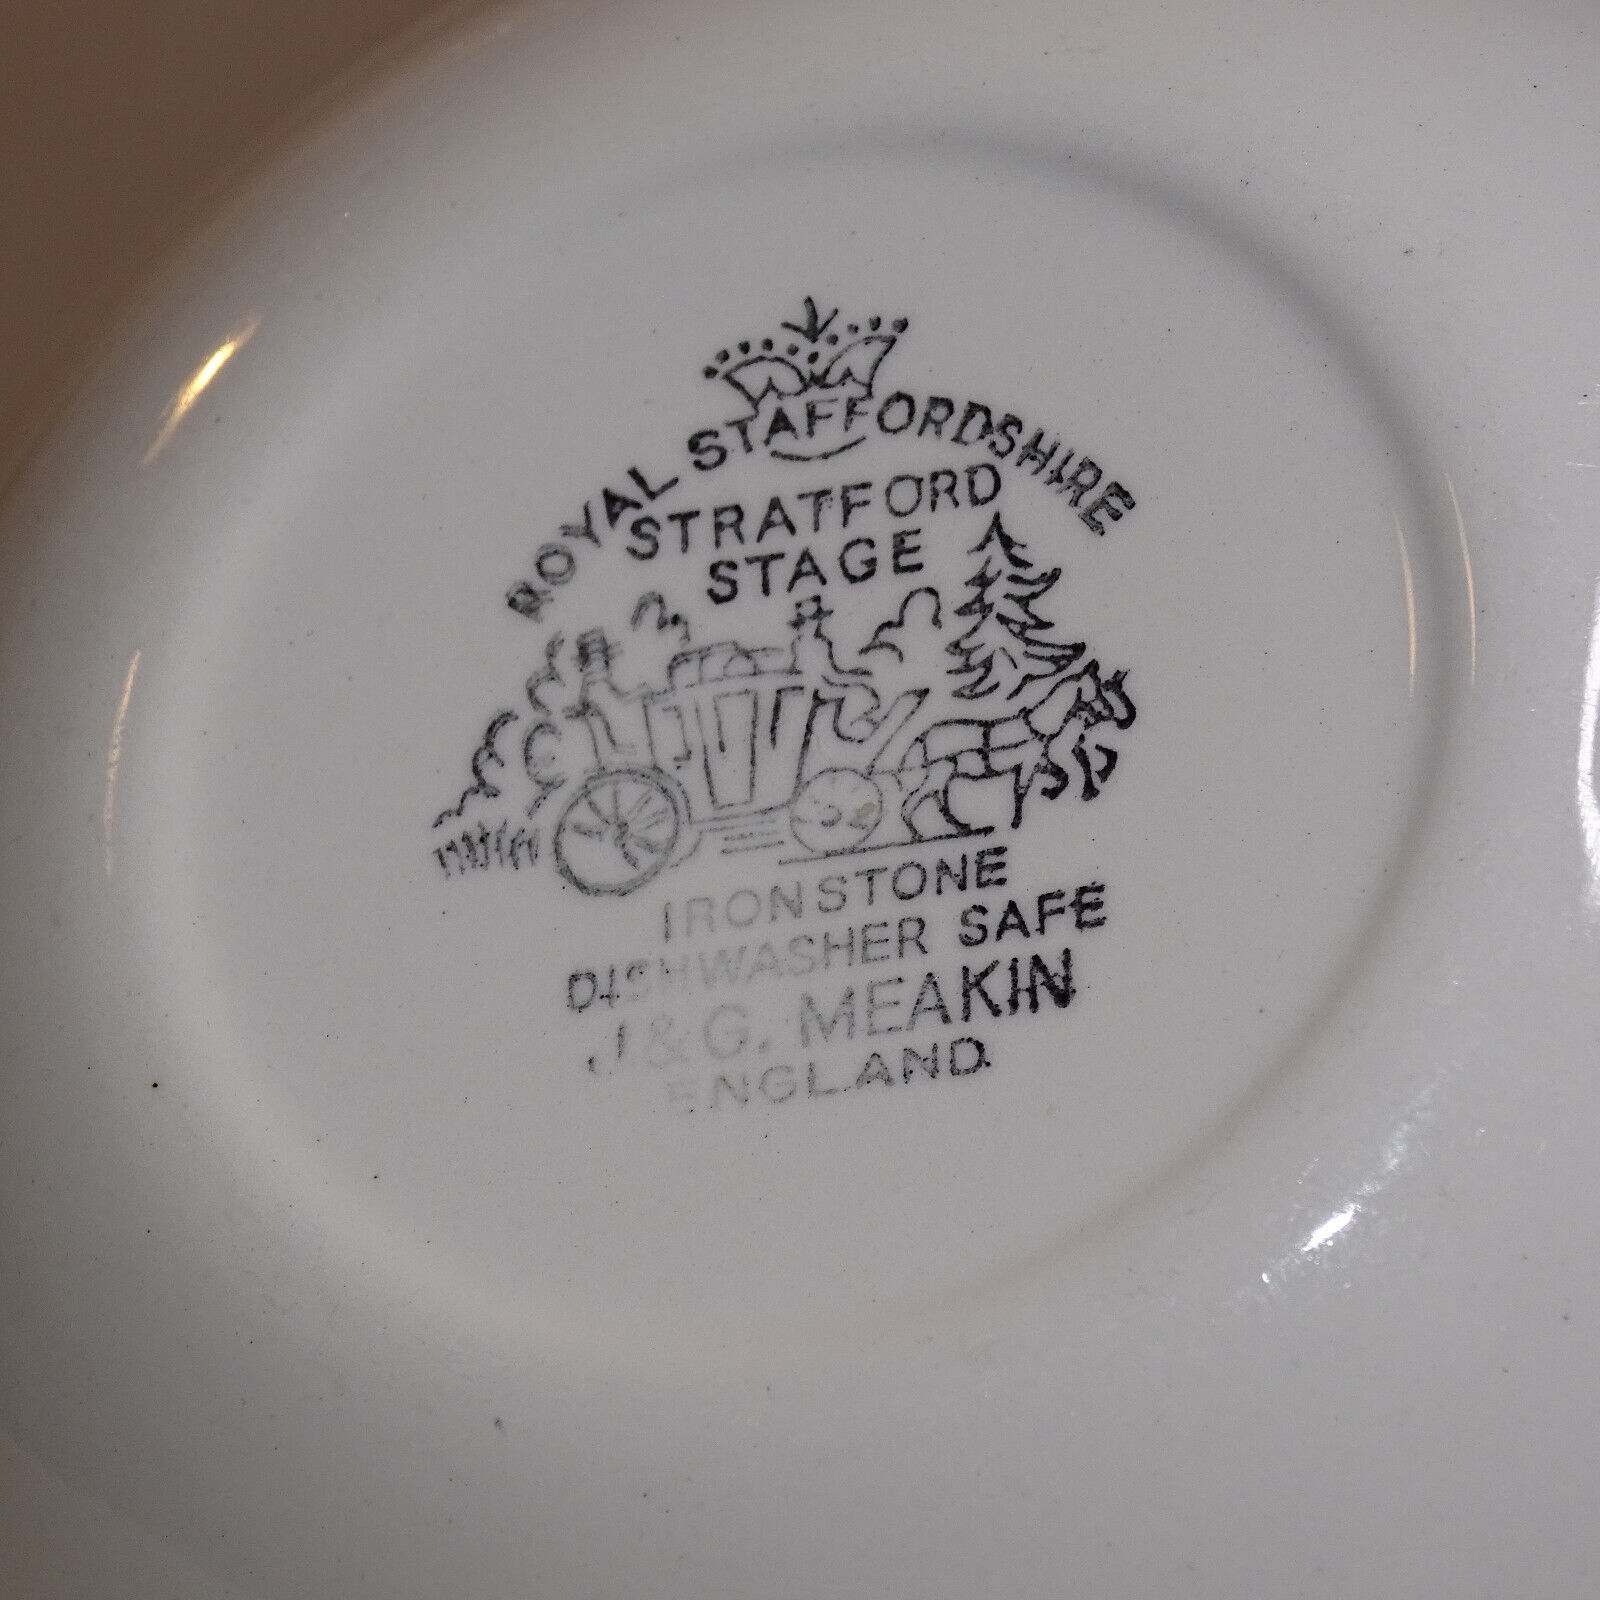 ROYAL STAFFORDSHIRE
STRATFORD
STAGE
IRONSTONE
DISHWASHER SAFE
J. & G. MEAKIN
ENGLAND